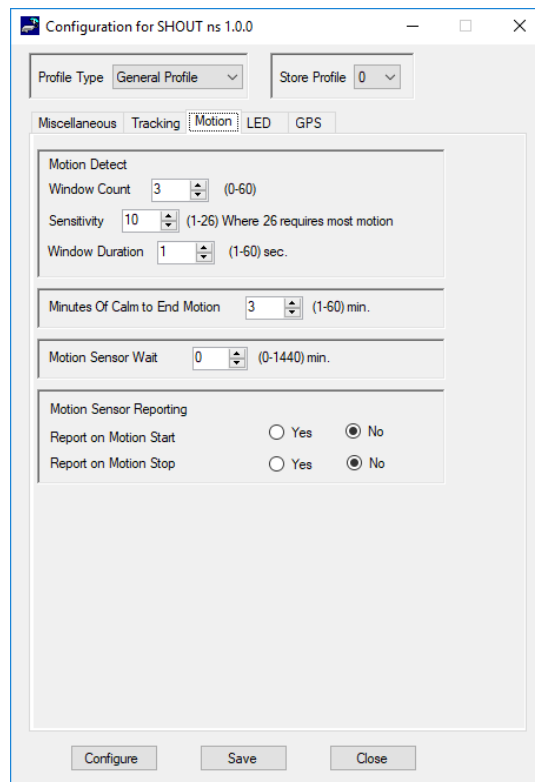 Configuration for SHOUT ns 1.0.0
Profile Type General Profile Store Profile 0
Miscellaneous Tracking Motion LED GPS
Motion Detect
Window Count 3 (0-60)
Sensitivity 10 (1-26) Where 26 requires most motion
Window Duration 1 (1-60) sec.
Minutes Of Calm to End Motion 3 (1-60) min.
Motion Sensor Wait 0 (0-1440) min.
Motion Sensor Reporting
Report on Motion Start Yes No
Report on Motion Stop Yes No
Configure Save Close